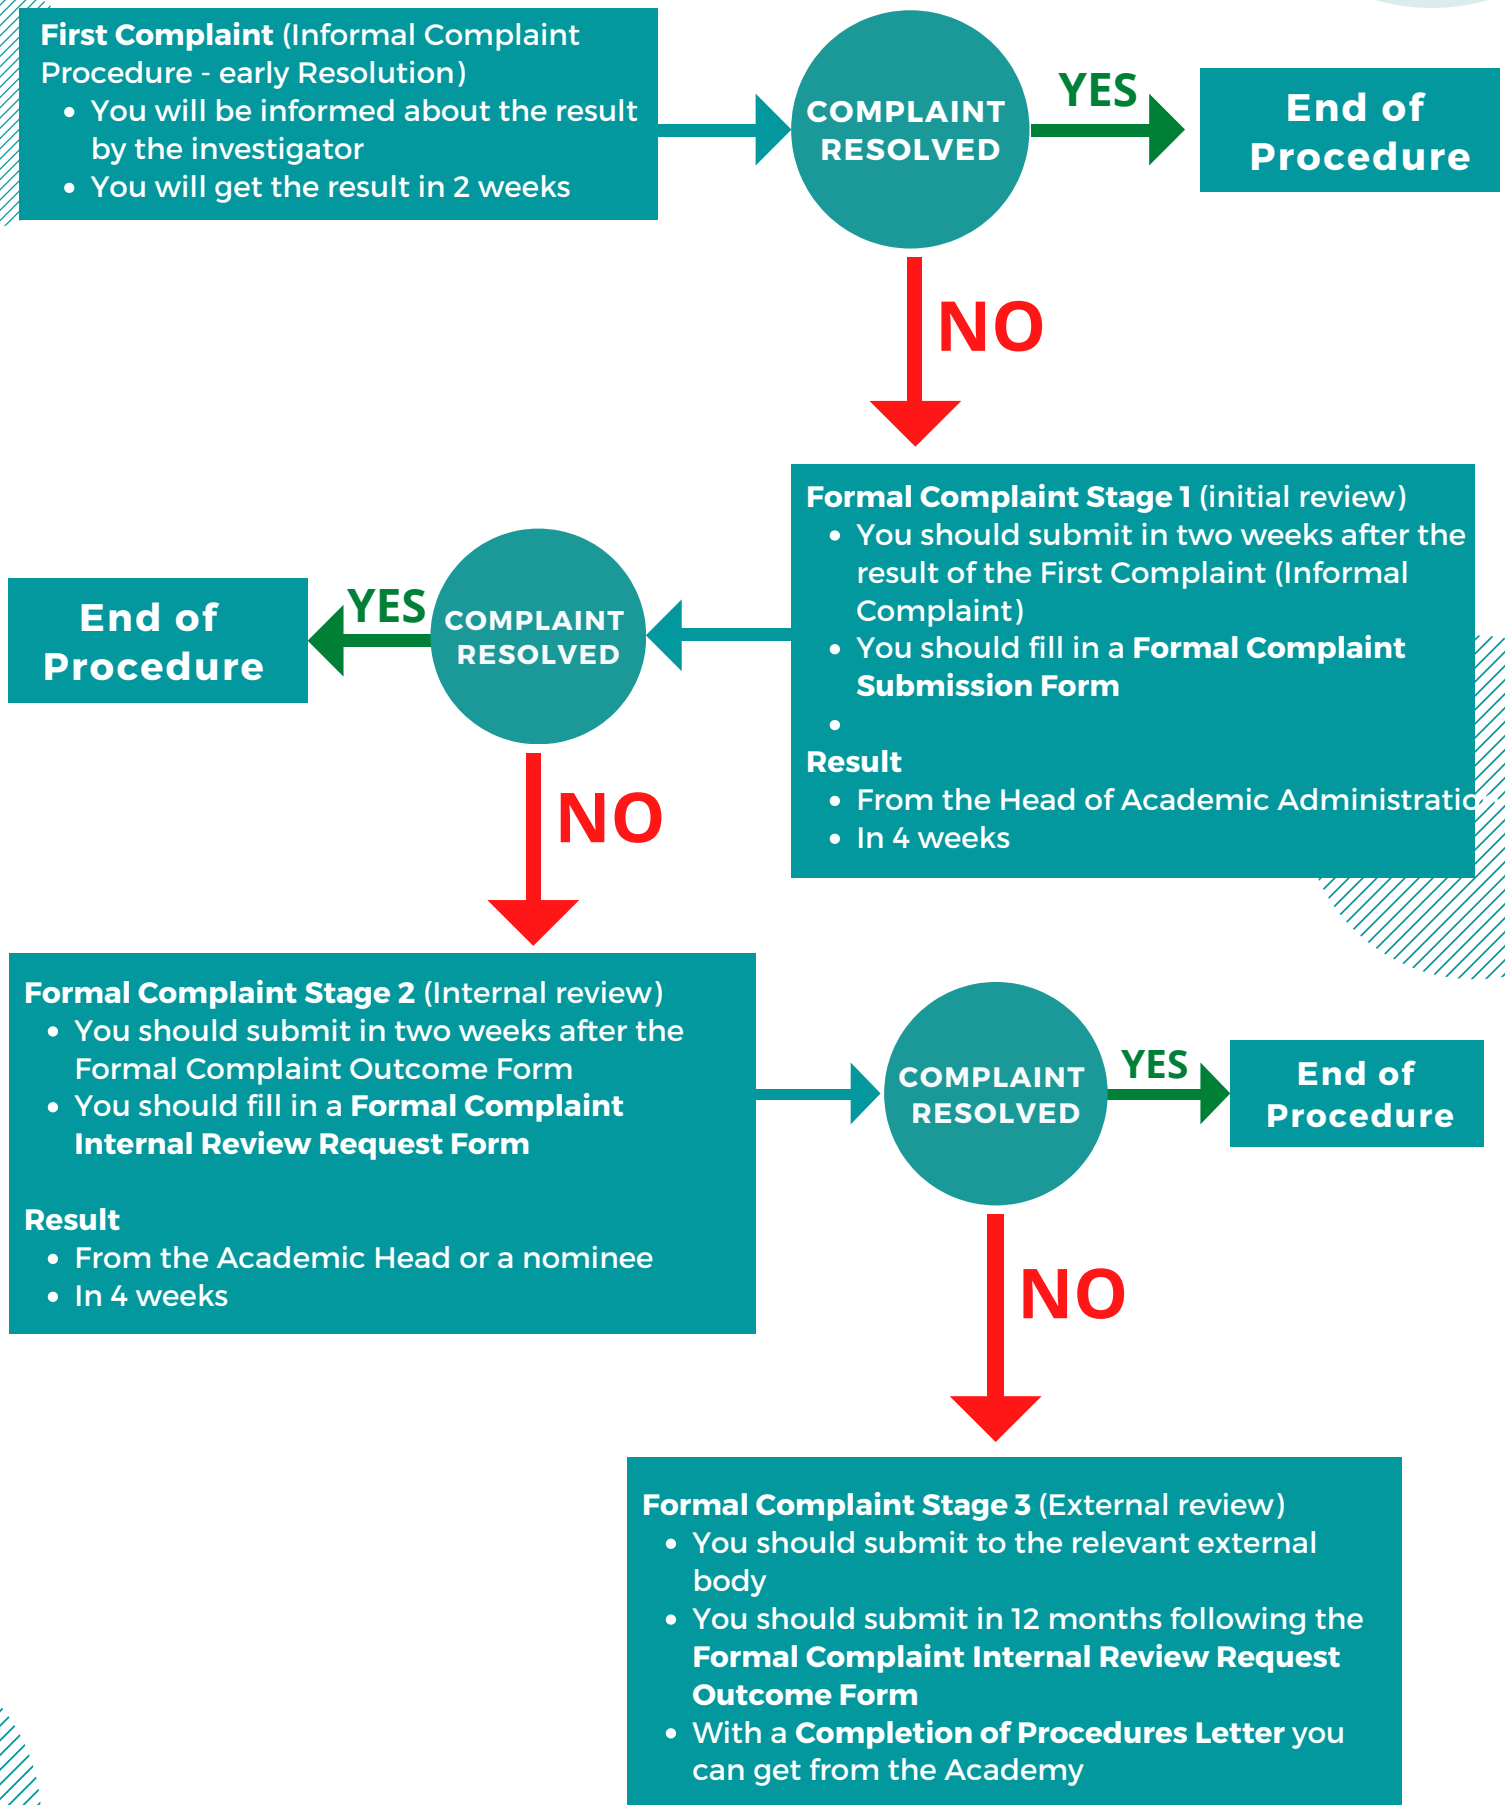 First Complaint (Informal Complaint
Procedure - early Resolution)
• You will be informed about the result
by the investigator
• You will get the result in 2 weeks
COMPLAINT
RESOLVED
YES
End of
Procedure
NO
Formal Complaint Stage 1 (initial review)
• You should submit in two weeks after the
result of the First Complaint (Informal
Complaint)
• You should fill in a Formal Complaint
Submission Form
•
Result
• From the Head of Academic Administration
• In 4 weeks
COMPLAINT
RESOLVED
YES
End of
Procedure
NO
Formal Complaint Stage 2 (Internal review)
• You should submit in two weeks after the
Formal Complaint Outcome Form
• You should fill in a Formal Complaint
Internal Review Request Form
Result
• From the Academic Head or a nominee
• In 4 weeks
COMPLAINT
RESOLVED
YES
End of
Procedure
NO
Formal Complaint Stage 3 (External review)
• You should submit to the relevant external
body
• You should submit in 12 months following the
Formal Complaint Internal Review Request
Outcome Form
• With a Completion of Procedures Letter you
can get from the Academy